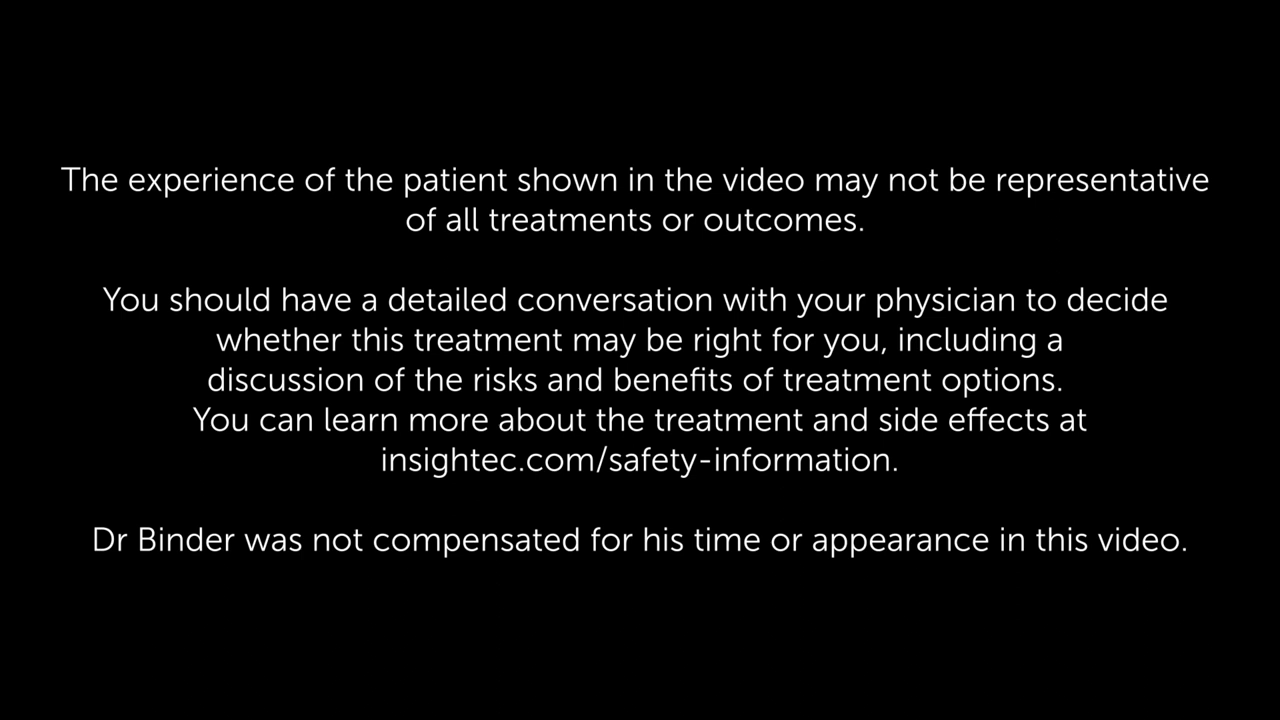 The experience of the patient shown in the video may not be representative
of all treatments or outcomes.
You should have a detailed conversation with your physician to decide
whether this treatment may be right for you, including a
discussion of the risks and benefits of treatment options.
You can learn more about the treatment and side effects at
insightec.com/safety-information.
Dr Binder was not compensated for his time or appearance in this video.